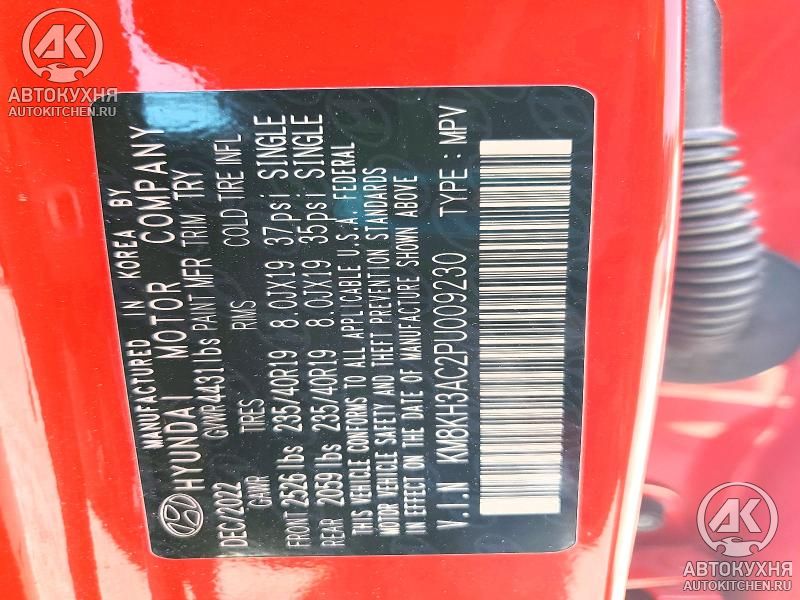 AK
АВТОКУХНЯ
AUTOKITCHEN.RU
MANUFACTURED IN KOREA BY
HYUNDAI MOTOR COMPANY
GVWR 4431 lbs PAINT MFR TRIM TRY
DEC/2022
GAWR TIRES RIMS COLD TIRE INFL
FRONT 2526 lbs 235/40R19 8.0JX19 37psi SINGLE
REAR 2059 lbs 235/40R19 8.0JX19 35psi SINGLE
THIS VEHICLE CONFORMS TO ALL APPLICABLE U.S.A. FEDERAL
MOTOR VEHICLE SAFETY AND THEFT PREVENTION STANDARDS
IN EFFECT ON THE DATE OF MANUFACTURE SHOWN ABOVE
V.I.N KM8KH3AC2PU009230 TYPE : MPV
AK
АВТОКУХНЯ
AUTOKITCHEN.RU